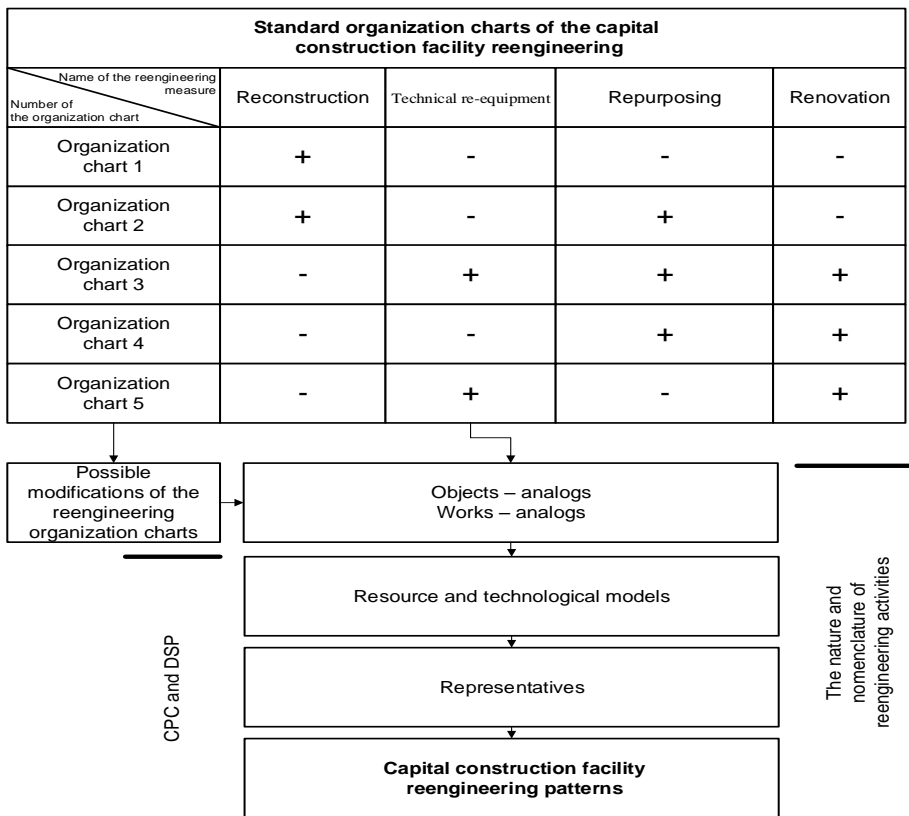 Standard organization charts of the capital
construction facility reengineering
Name of the reengineering
measure
Number of
the organization chart
Reconstruction
Technical re-equipment
Repurposing
Renovation
Organization
chart 1
+ - - -
Organization
chart 2
+ - + -
Organization
chart 3
- + + +
Organization
chart 4
- - + +
Organization
chart 5
- + - +
Possible
modifications of the
reengineering
organization charts
Objects – analogs
Works – analogs
Resource and technological models
Representatives
Capital construction facility
reengineering patterns
CPC and DSP
The nature and
nomenclature of
reengineering activities